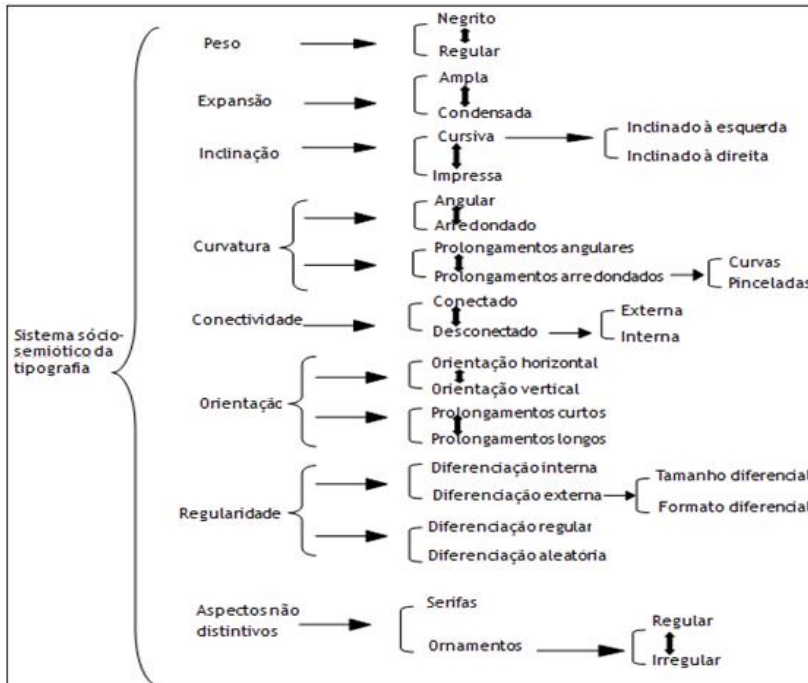 Negrito
Peso
Regular
Ampla
Expansão
Condensada
Cursiva
Inclinado à esquerda
Inclinação
Inclinado à direita
Impressa
Angular
Arredondado
Curvatura
Prolongamentos angulares
Prolongamentos arredondados
Curvas
Pinceladas
Conectado
Conectividade
Desconectado
Externa
Interna
Sistema sócio-
semiótico da
tipografia
Orientação horizontal
Orientação vertical
Orientação
Prolongamentos curtos
Prolongamentos longos
Diferenciação interna
Diferenciação externa
Tamanho diferencial
Formato diferencial
Regularidade
Diferenciação regular
Diferenciação aleatória
Aspectos não
distintivos
Serifas
Ornamentos
Regular
Irregular